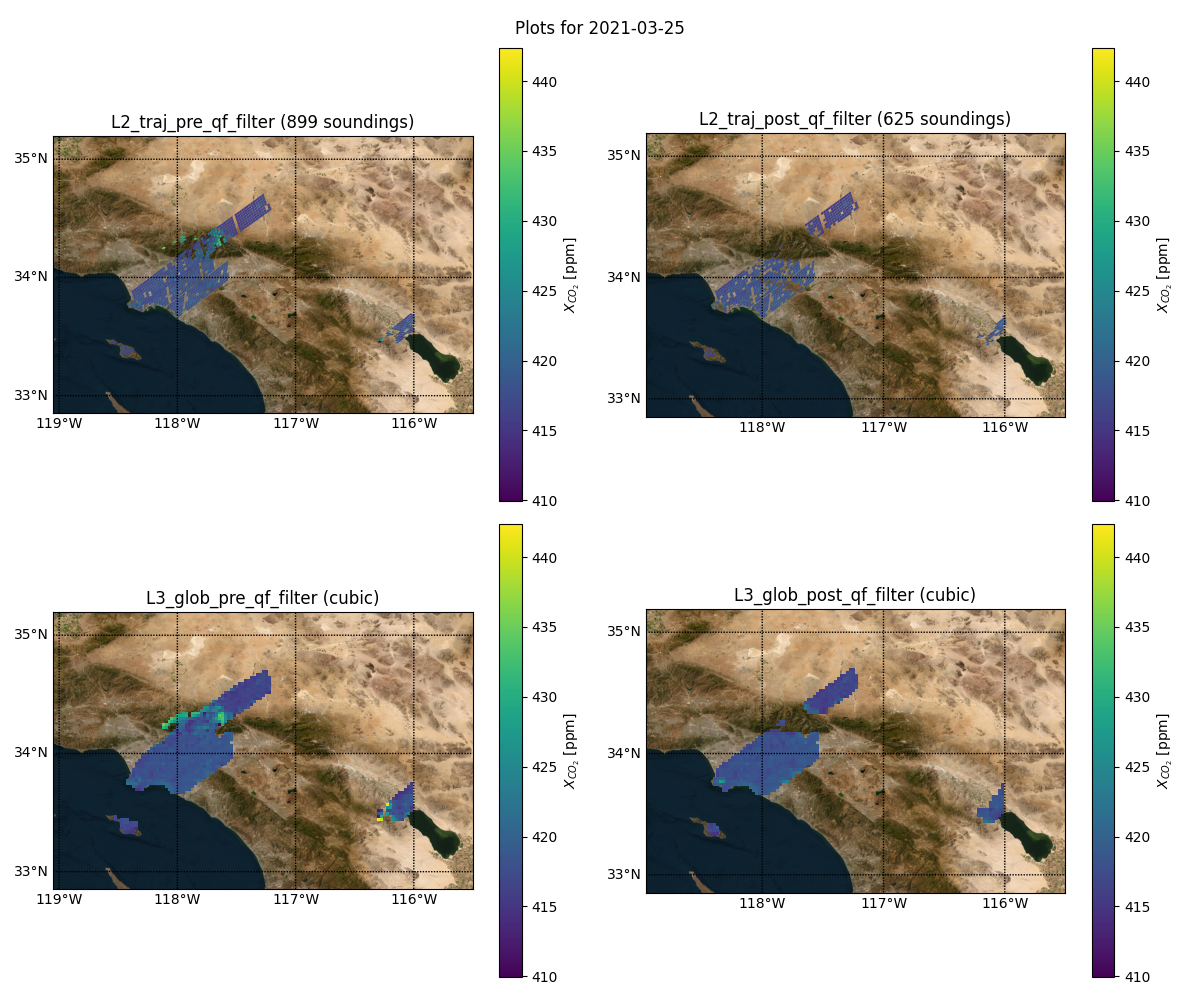 Plots for 2021-03-25
L2_traj_pre_qf_filter (899 soundings)
35°N
34°N
33°N
119°W 118°W 117°W 116°W
440
435
430
425
420
415
410
X_CO2 [ppm]
L2_traj_post_qf_filter (625 soundings)
35°N
34°N
33°N
118°W 117°W 116°W
440
435
430
425
420
415
410
X_CO2 [ppm]
L3_glob_pre_qf_filter (cubic)
35°N
34°N
33°N
119°W 118°W 117°W 116°W
440
435
430
425
420
415
410
X_CO2 [ppm]
L3_glob_post_qf_filter (cubic)
35°N
34°N
33°N
118°W 117°W 116°W
440
435
430
425
420
415
410
X_CO2 [ppm]